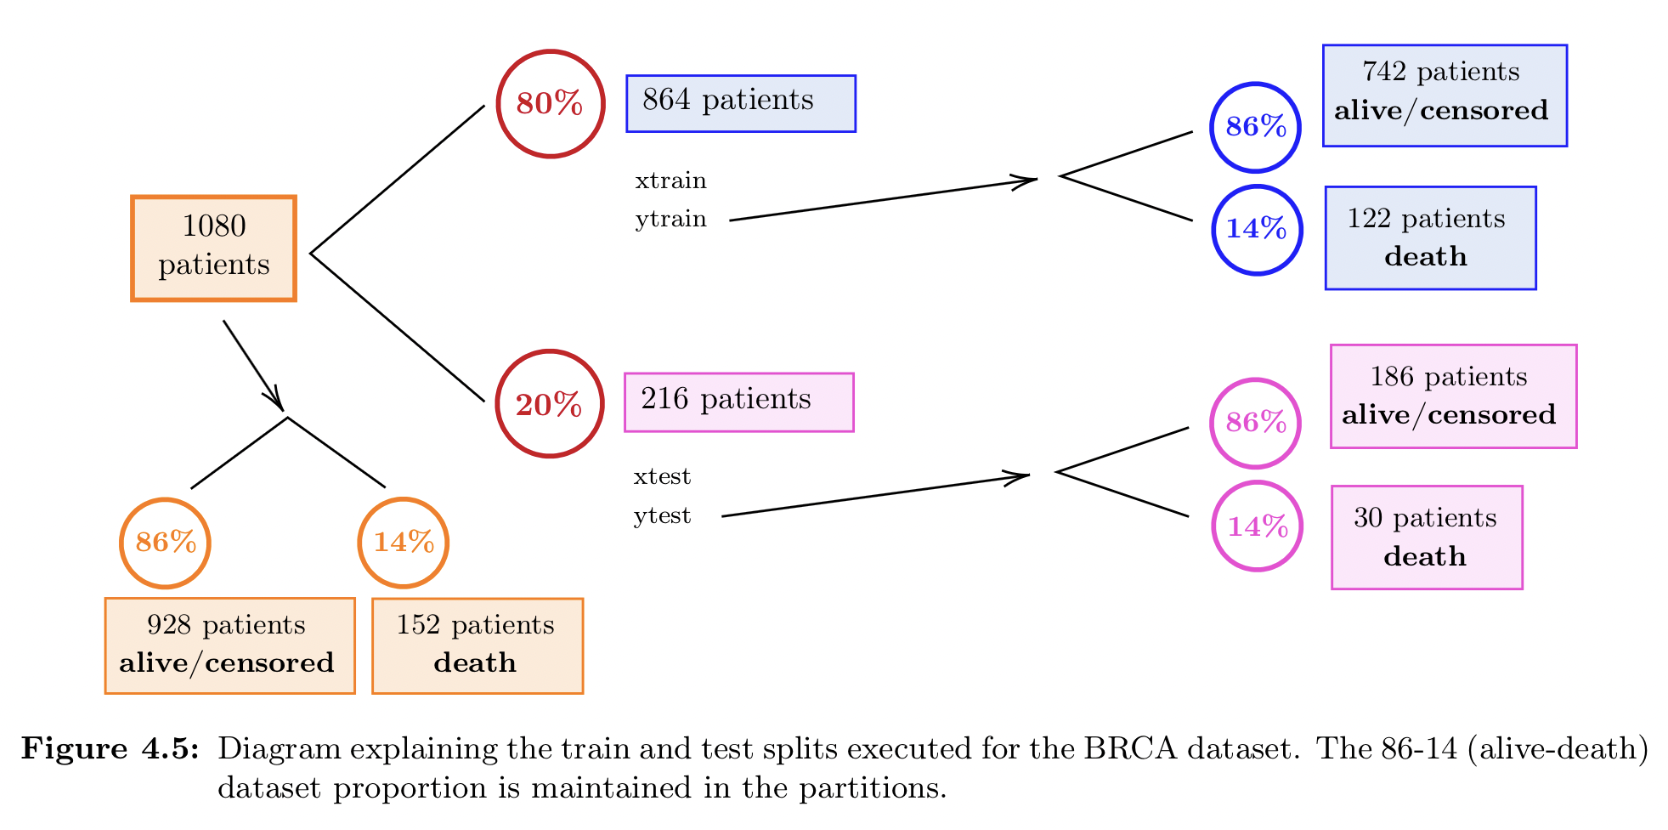 1080
patients
80%
864 patients
xtrain
ytrain
86%
742 patients
alive/censored
14%
122 patients
death
20%
216 patients
xtest
ytest
86%
186 patients
alive/censored
14%
30 patients
death
86%
928 patients
alive/censored
14%
152 patients
death
Figure 4.5: Diagram explaining the train and test splits executed for the BRCA dataset. The 86-14 (alive-death)
dataset proportion is maintained in the partitions.